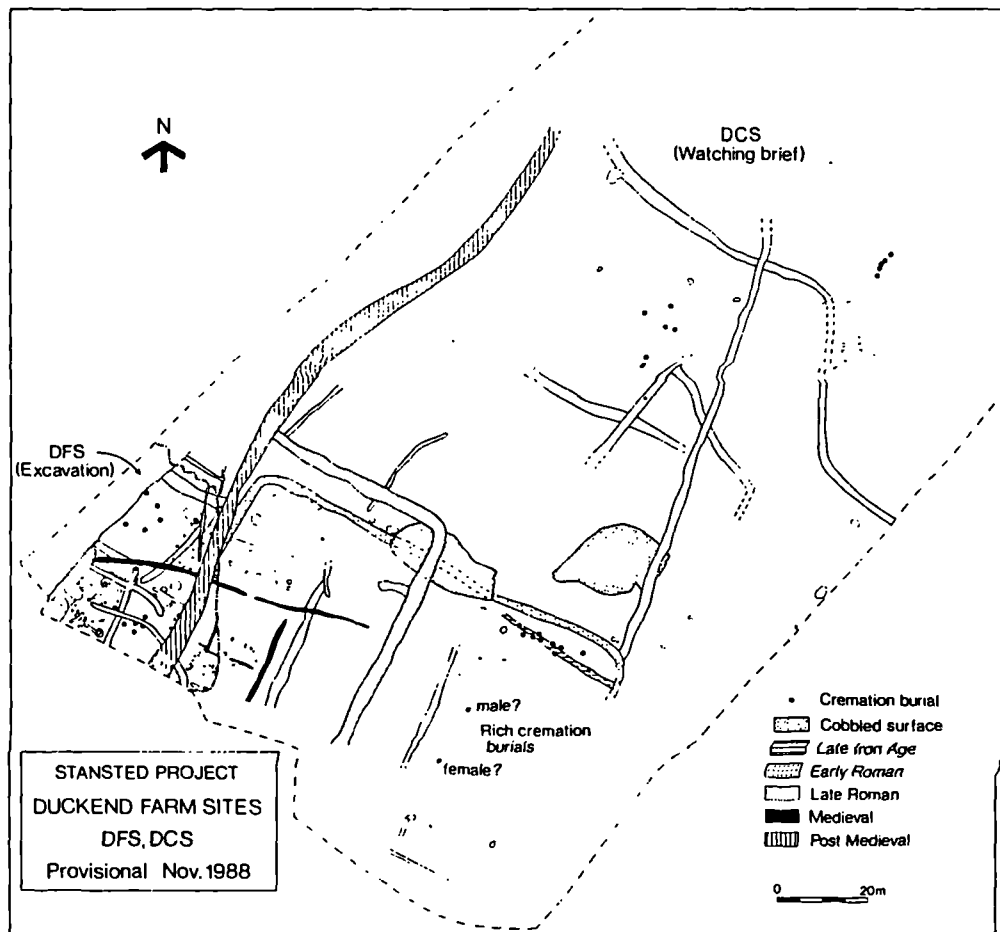 N
DCS
(Watching brief)
DFS
(Excavation)
male?
Rich cremation
burials
female?
Cremation burial
Cobbled surface
Late Iron Age
Early Roman
Late Roman
Medieval
Post Medieval
0 20m
STANSTED PROJECT
DUCKEND FARM SITES
DFS, DCS
Provisional Nov. 1988